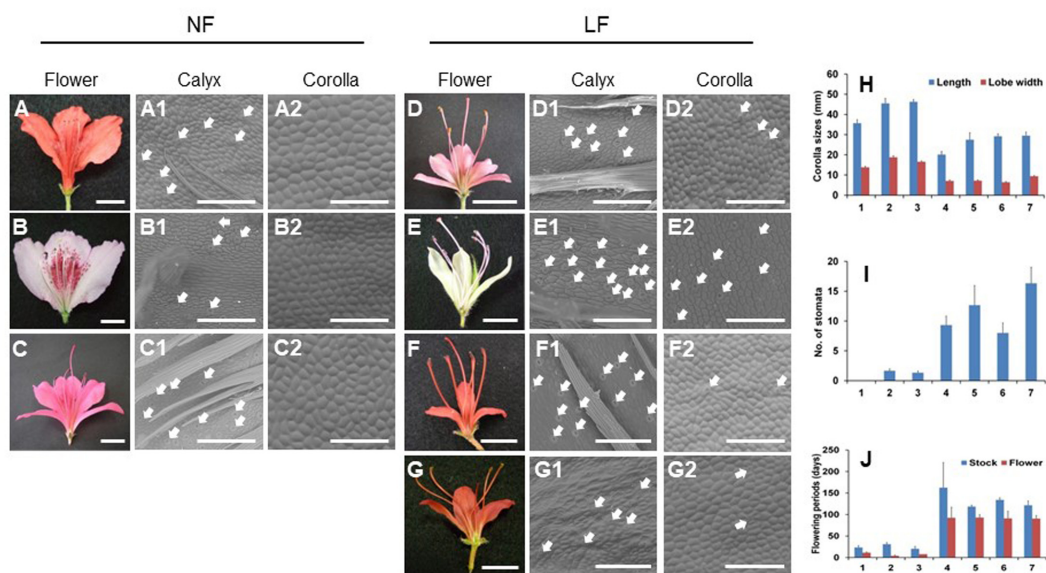 NF
LF
Flower Calyx Corolla
Flower Calyx Corolla
A A1 A2
D D1 D2
B B1 B2
E E1 E2
C C1 C2
F F1 F2
G G1 G2
H
Length Lobe width
Corolla sizes (mm)
60
50
40
30
20
10
0
1 2 3 4 5 6 7
I
No. of stomata
20
15
10
5
0
1 2 3 4 5 6 7
J
Stock Flower
Flowering periods (days)
250
200
150
100
50
0
1 2 3 4 5 6 7